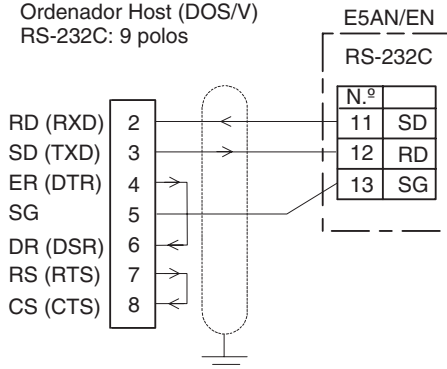 Ordenador Host (DOS/V)
RS-232C: 9 polos
E5AN/EN
RS-232C
N.º
RD (RXD) 2
11 SD
SD (TXD) 3
12 RD
ER (DTR) 4
13 SG
SG 5
DR (DSR) 6
RS (RTS) 7
CS (CTS) 8